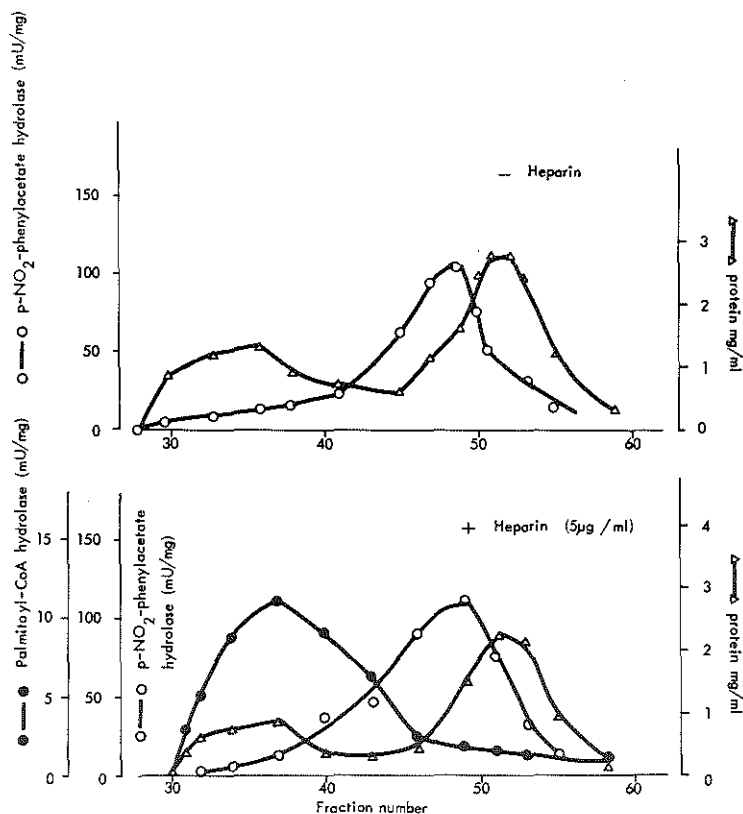 ○—○ p-NO2-phenylacetate hydrolase (mU/mg)
150
100
50
0
– Heparin
3
2
1
0
△—△ protein mg/ml
30 40 50 60
●—● Palmitoyl-CoA hydrolase (mU/mg)
15
10
5
0
○—○ p-NO2-phenylacetate
hydrolase (mU/mg)
150
100
50
0
+ Heparin (5µg /ml)
4
3
2
1
0
△—△ protein mg/ml
30 40 50 60
Fraction number